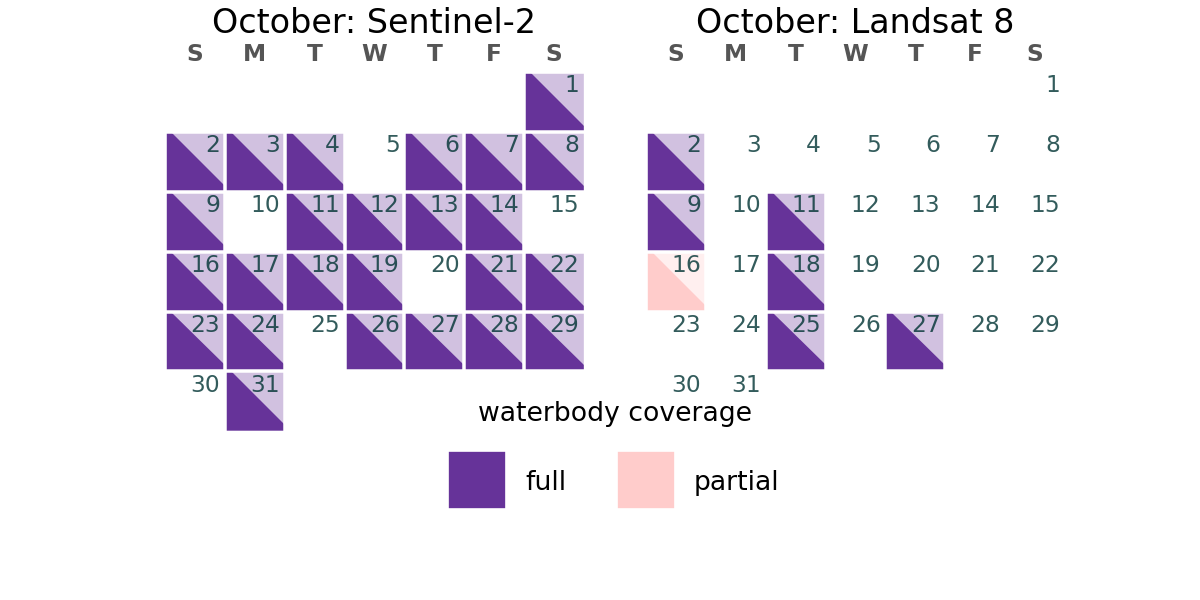 October: Sentinel-2
S M T W T F S
1
2 3 4 5 6 7 8
9 10 11 12 13 14 15
16 17 18 19 20 21 22
23 24 25 26 27 28 29
30 31
October: Landsat 8
S M T W T F S
1
2 3 4 5 6 7 8
9 10 11 12 13 14 15
16 17 18 19 20 21 22
23 24 25 26 27 28 29
30 31
waterbody coverage
full partial